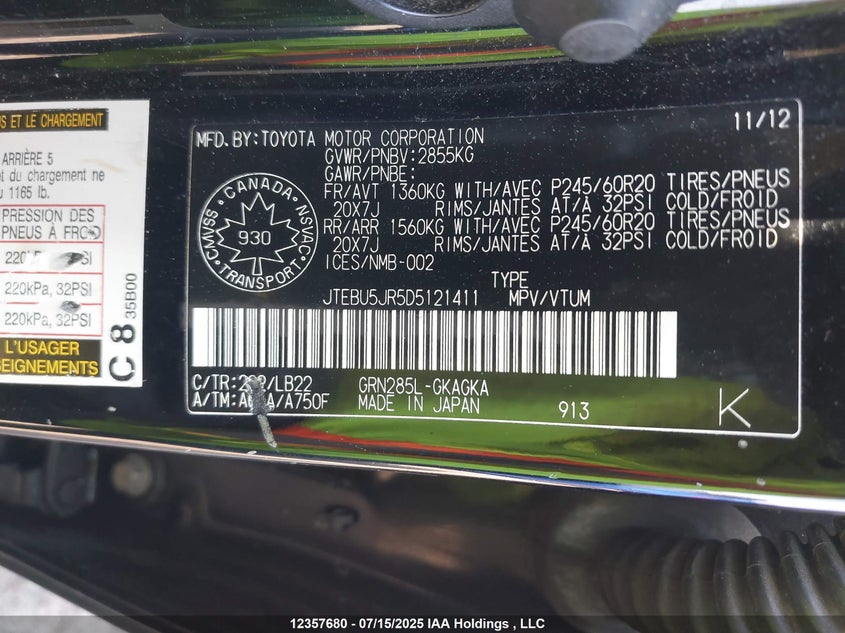 S ET LE CHARGEMENT
ARRIÈRE 5
t du chargement ne
u 1165 lb.
PRESSION DES
PNEUS À FROID
220kPa, 32PSI
220kPa, 32PSI
L'USAGER
SEIGNEMENTS
C 8 35B00
11/12
MFD. BY: TOYOTA MOTOR CORPORATION
GVWR/PNBV: 2855KG
GAWR/PNBE:
FR/AVT 1360KG WITH/AVEC P245/60R20 TIRES/PNEUS
20X7J RIMS/JANTES AT/À 32PSI COLD/FROID
RR/ARR 1560KG WITH/AVEC P245/60R20 TIRES/PNEUS
20X7J RIMS/JANTES AT/À 32PSI COLD/FROID
ICES/NMB-002
CANADA
CMVSS NSVAC
930
TRANSPORT
TYPE
JTEBU5JR5D5121411 MPV/VTUM
C/TR: /LB22 GRN285L-GKAGKA
A/TM: /A750F MADE IN JAPAN 913 K
12357680 - 07/15/2025 IAA Holdings , LLC